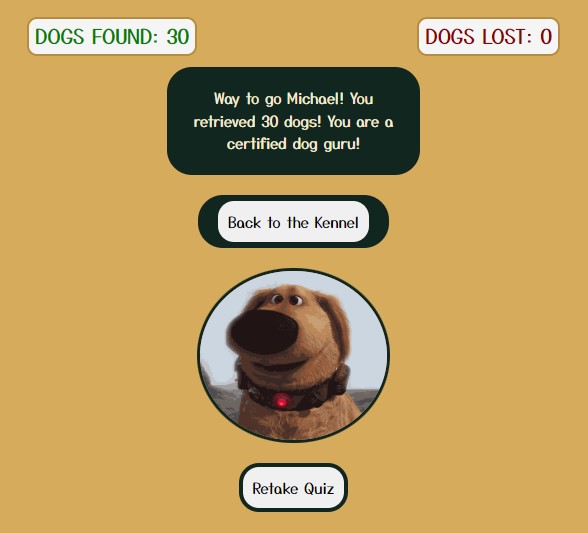 DOGS FOUND: 30
DOGS LOST: 0
Way to go Michael! You
retrieved 30 dogs! You are a
certified dog guru!
Back to the Kennel
Retake Quiz